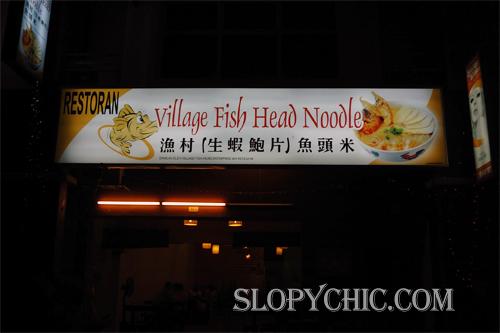 RESTORAN
Village Fish Head Noodle
漁村 (生蝦鮑片) 魚頭米
SLOPYCHIC.COM